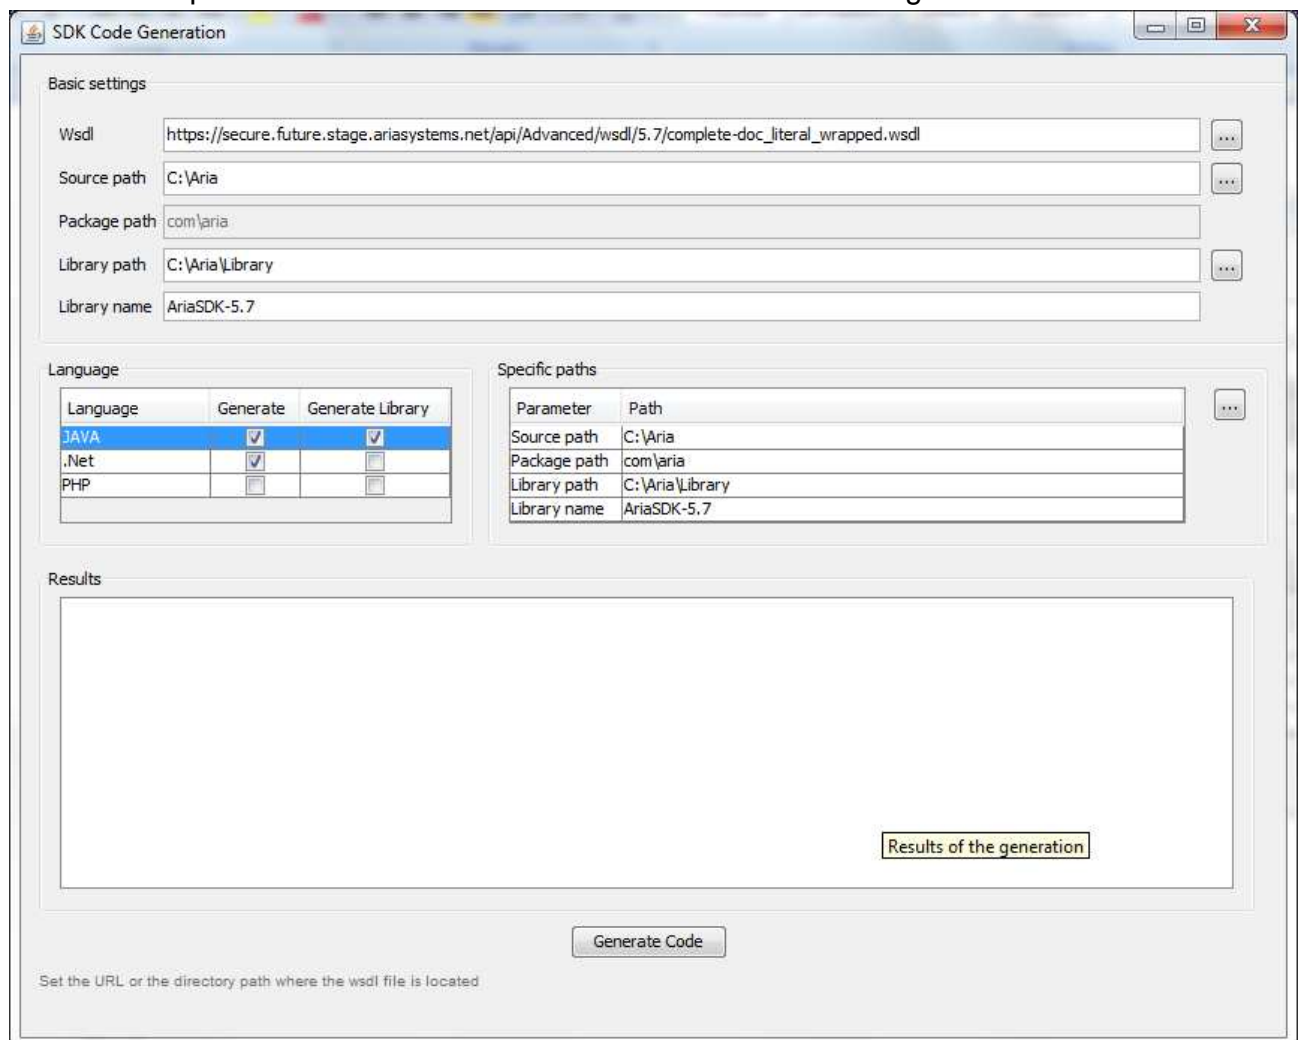 SDK Code Generation
Basic settings
Wsdl https://secure.future.stage.ariasystems.net/api/Advanced/wsdl/5.7/complete-doc_literal_wrapped.wsdl ...
Source path C:\Aria ...
Package path com\aria
Library path C:\Aria\Library ...
Library name AriaSDK-5.7
Language
Language Generate Generate Library
JAVA
.Net
PHP
Specific paths
Parameter Path ...
Source path C:\Aria
Package path com\aria
Library path C:\Aria\Library
Library name AriaSDK-5.7
Results
Results of the generation
Generate Code
Set the URL or the directory path where the wsdl file is located